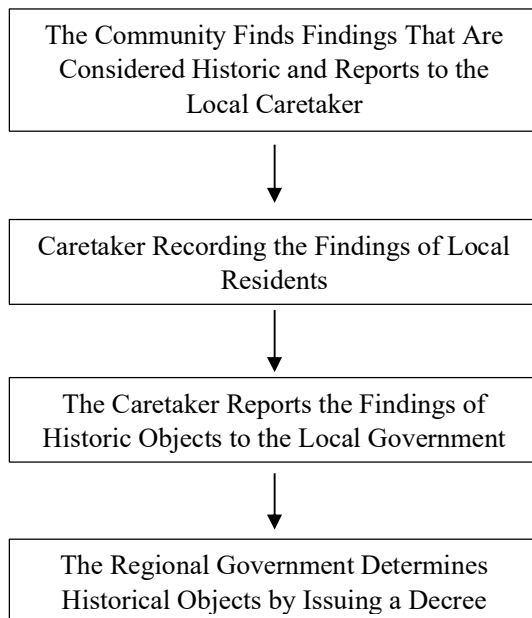 The Community Finds Findings That Are
Considered Historic and Reports to the
Local Caretaker
Caretaker Recording the Findings of Local
Residents
The Caretaker Reports the Findings of
Historic Objects to the Local Government
The Regional Government Determines
Historical Objects by Issuing a Decree